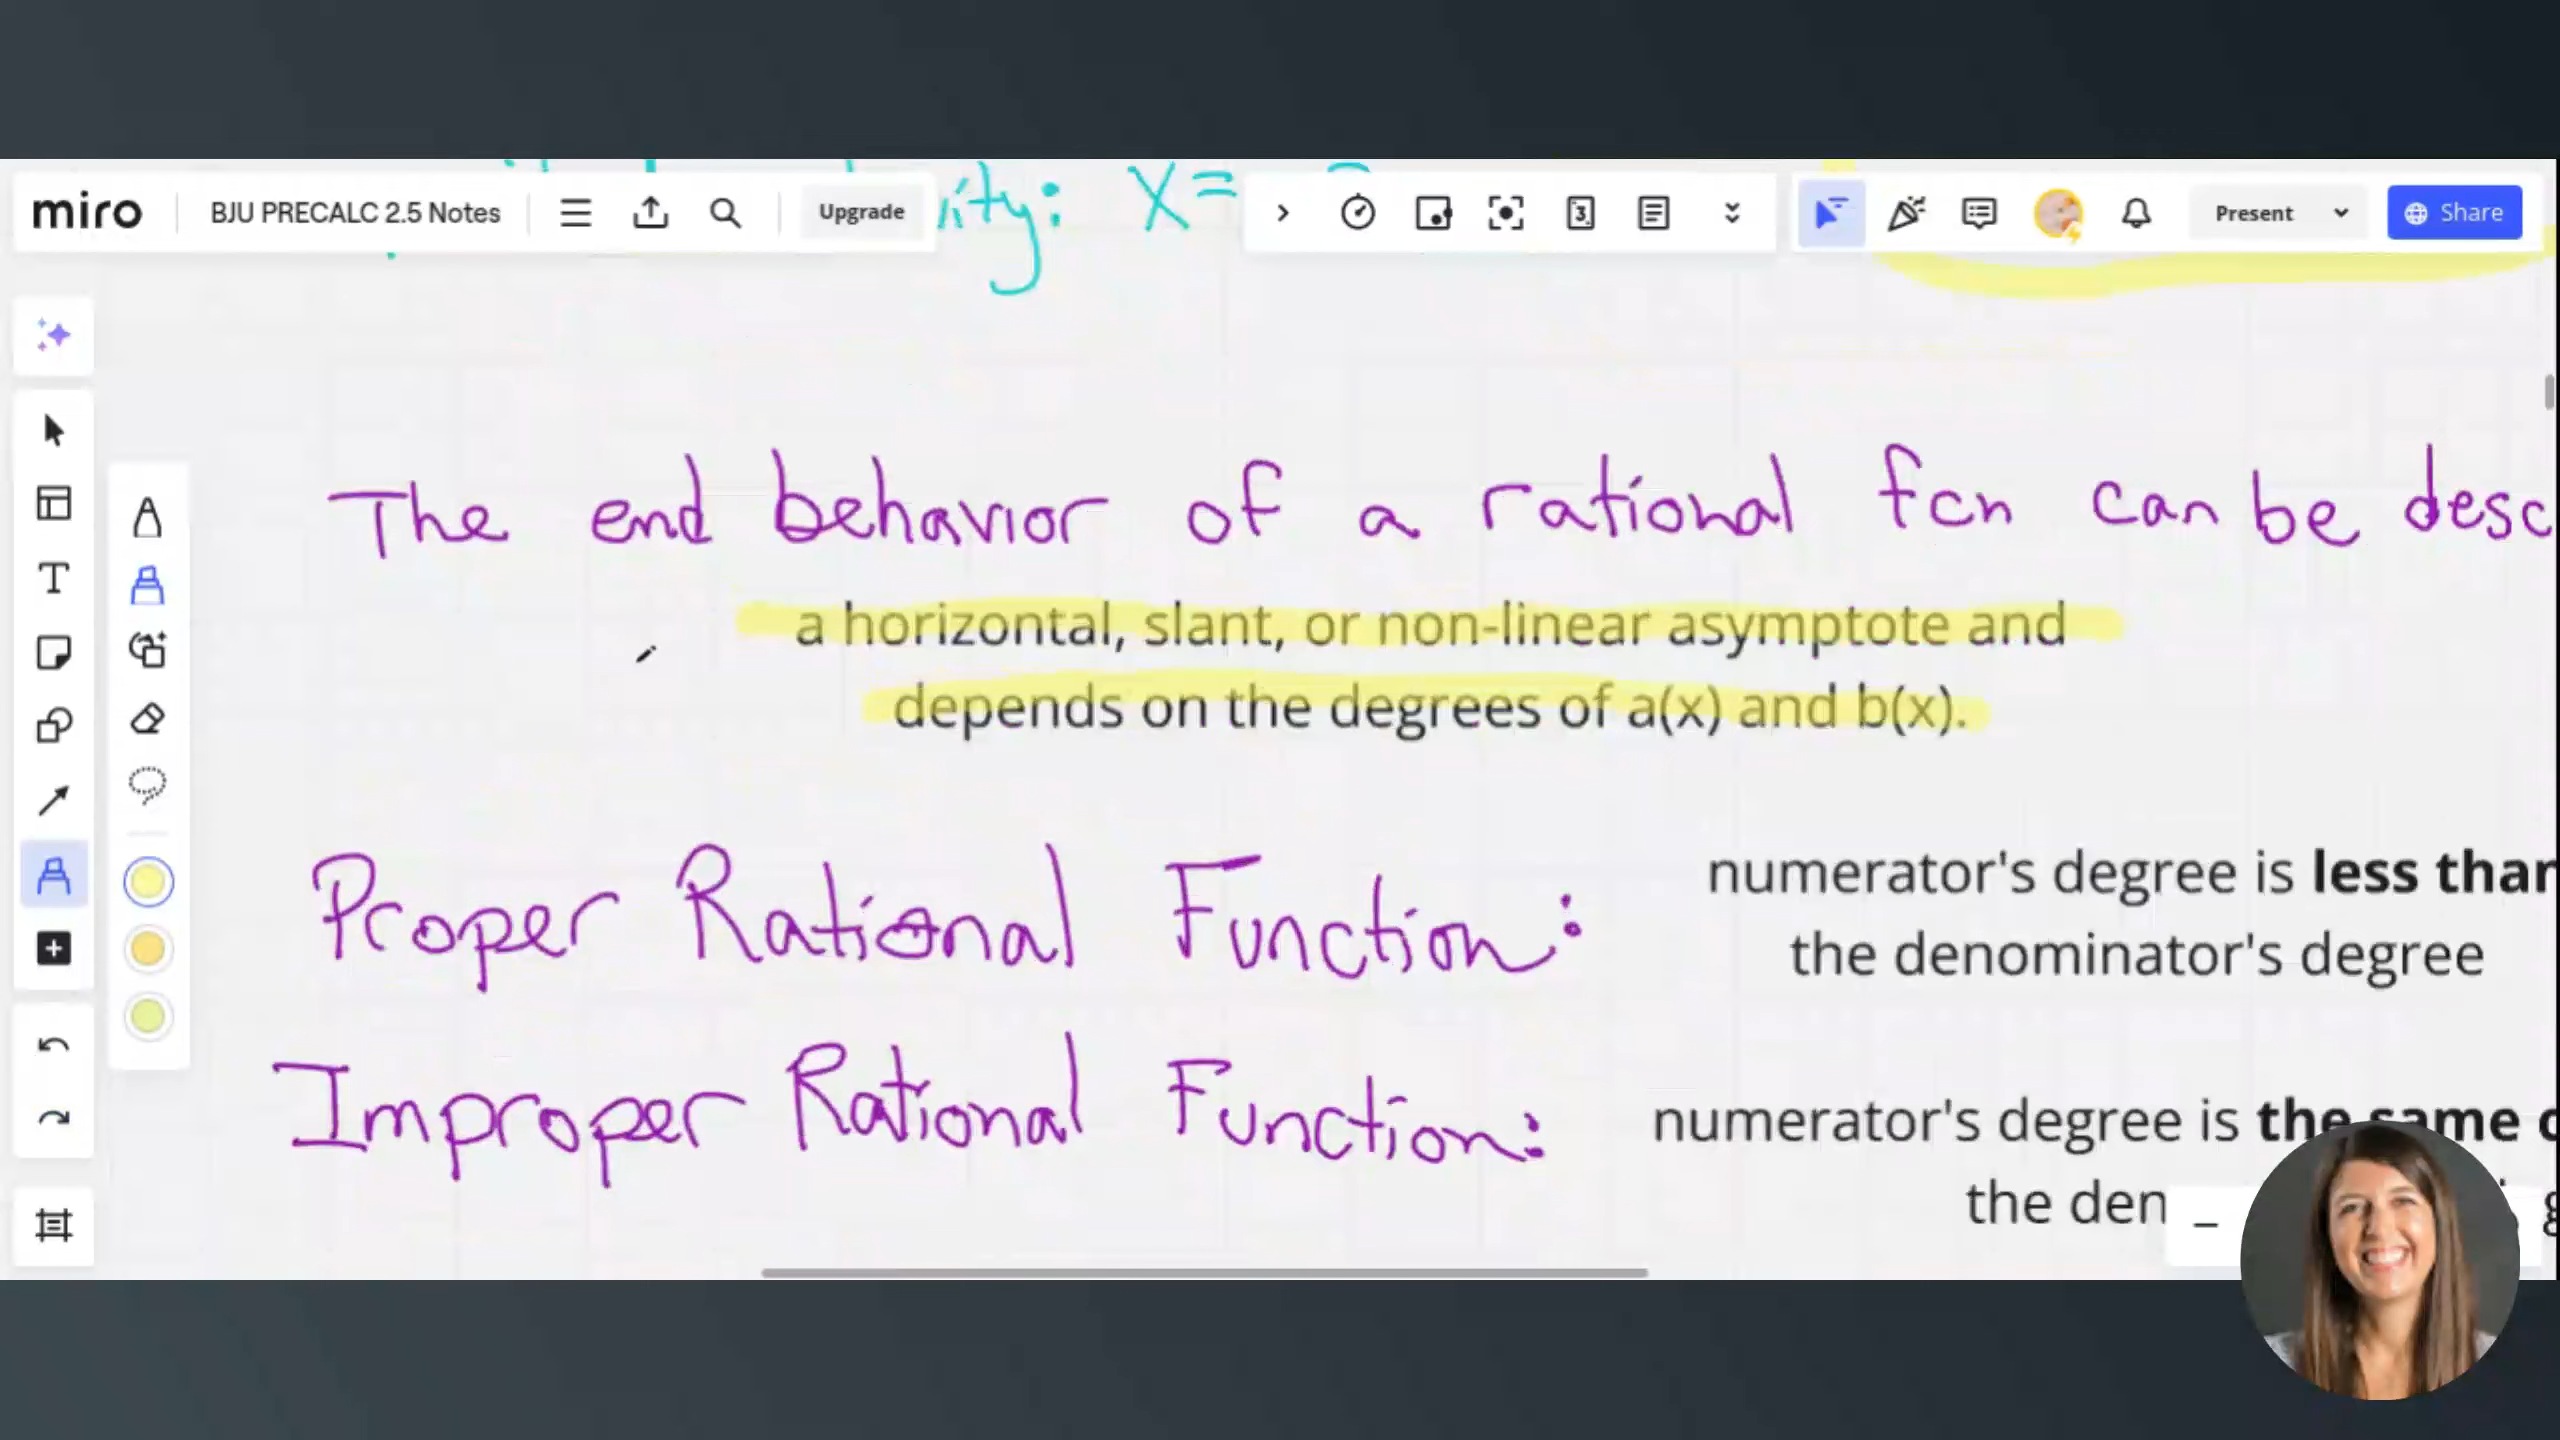 miro BJU PRECALC 2.5 Notes Upgrade 3 Present Share
ity: X=
The end behavior of a rational fcn can be desc
a horizontal, slant, or non-linear asymptote and
depends on the degrees of a(x) and b(x).
Proper Rational Function:
numerator's degree is less than
the denominator's degree
Improper Rational Function:
numerator's degree is the same o
the den